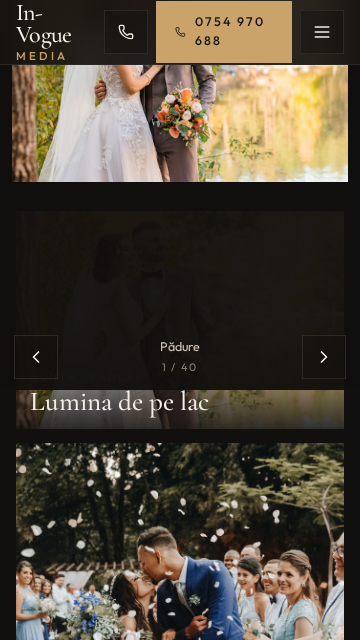 In-
Vogue
MEDIA
0754 970
688
Pădure
1 / 40
Lumina de pe lac